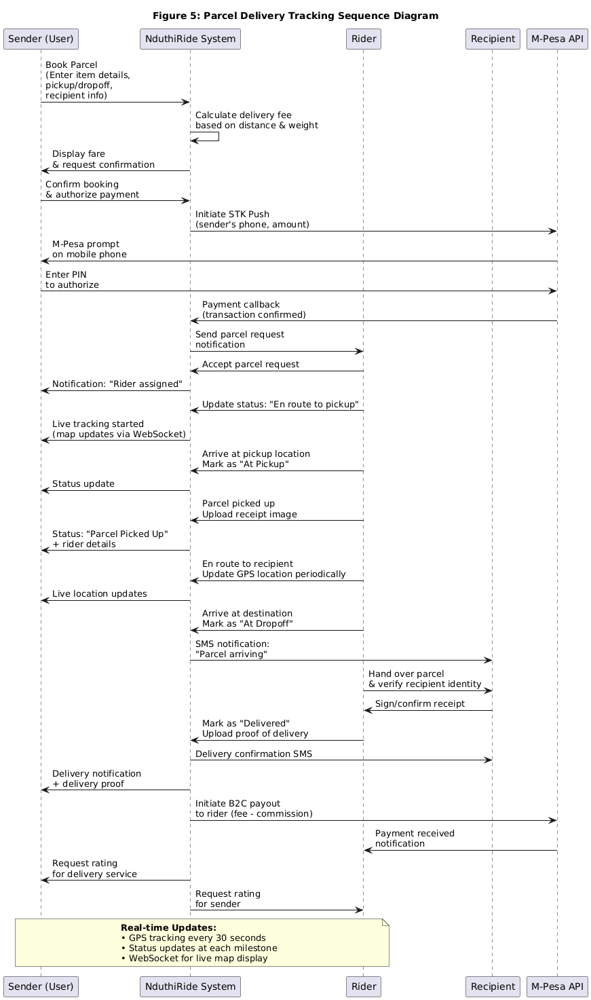 Figure 5: Parcel Delivery Tracking Sequence Diagram
Sender (User)
NduthiRide System
Rider
Recipient
M-Pesa API
Book Parcel
(Enter item details,
pickup/dropoff,
recipient info)
Calculate delivery fee
based on distance & weight
Display fare
& request confirmation
Confirm booking
& authorize payment
Initiate STK Push
(sender's phone, amount)
M-Pesa prompt
on mobile phone
Enter PIN
to authorize
Payment callback
(transaction confirmed)
Send parcel request
notification
Accept parcel request
Notification: "Rider assigned"
Update status: "En route to pickup"
Live tracking started
(map updates via WebSocket)
Arrive at pickup location
Mark as "At Pickup"
Status update
Parcel picked up
Upload receipt image
Status: "Parcel Picked Up"
+ rider details
En route to recipient
Update GPS location periodically
Live location updates
Arrive at destination
Mark as "At Dropoff"
SMS notification:
"Parcel arriving"
Hand over parcel
& verify recipient identity
Sign/confirm receipt
Mark as "Delivered"
Upload proof of delivery
Delivery confirmation SMS
Delivery notification
+ delivery proof
Initiate B2C payout
to rider (fee - commission)
Payment received
notification
Request rating
for delivery service
Request rating
for sender
Real-time Updates:
• GPS tracking every 30 seconds
• Status updates at each milestone
• WebSocket for live map display
Sender (User)
NduthiRide System
Rider
Recipient
M-Pesa API